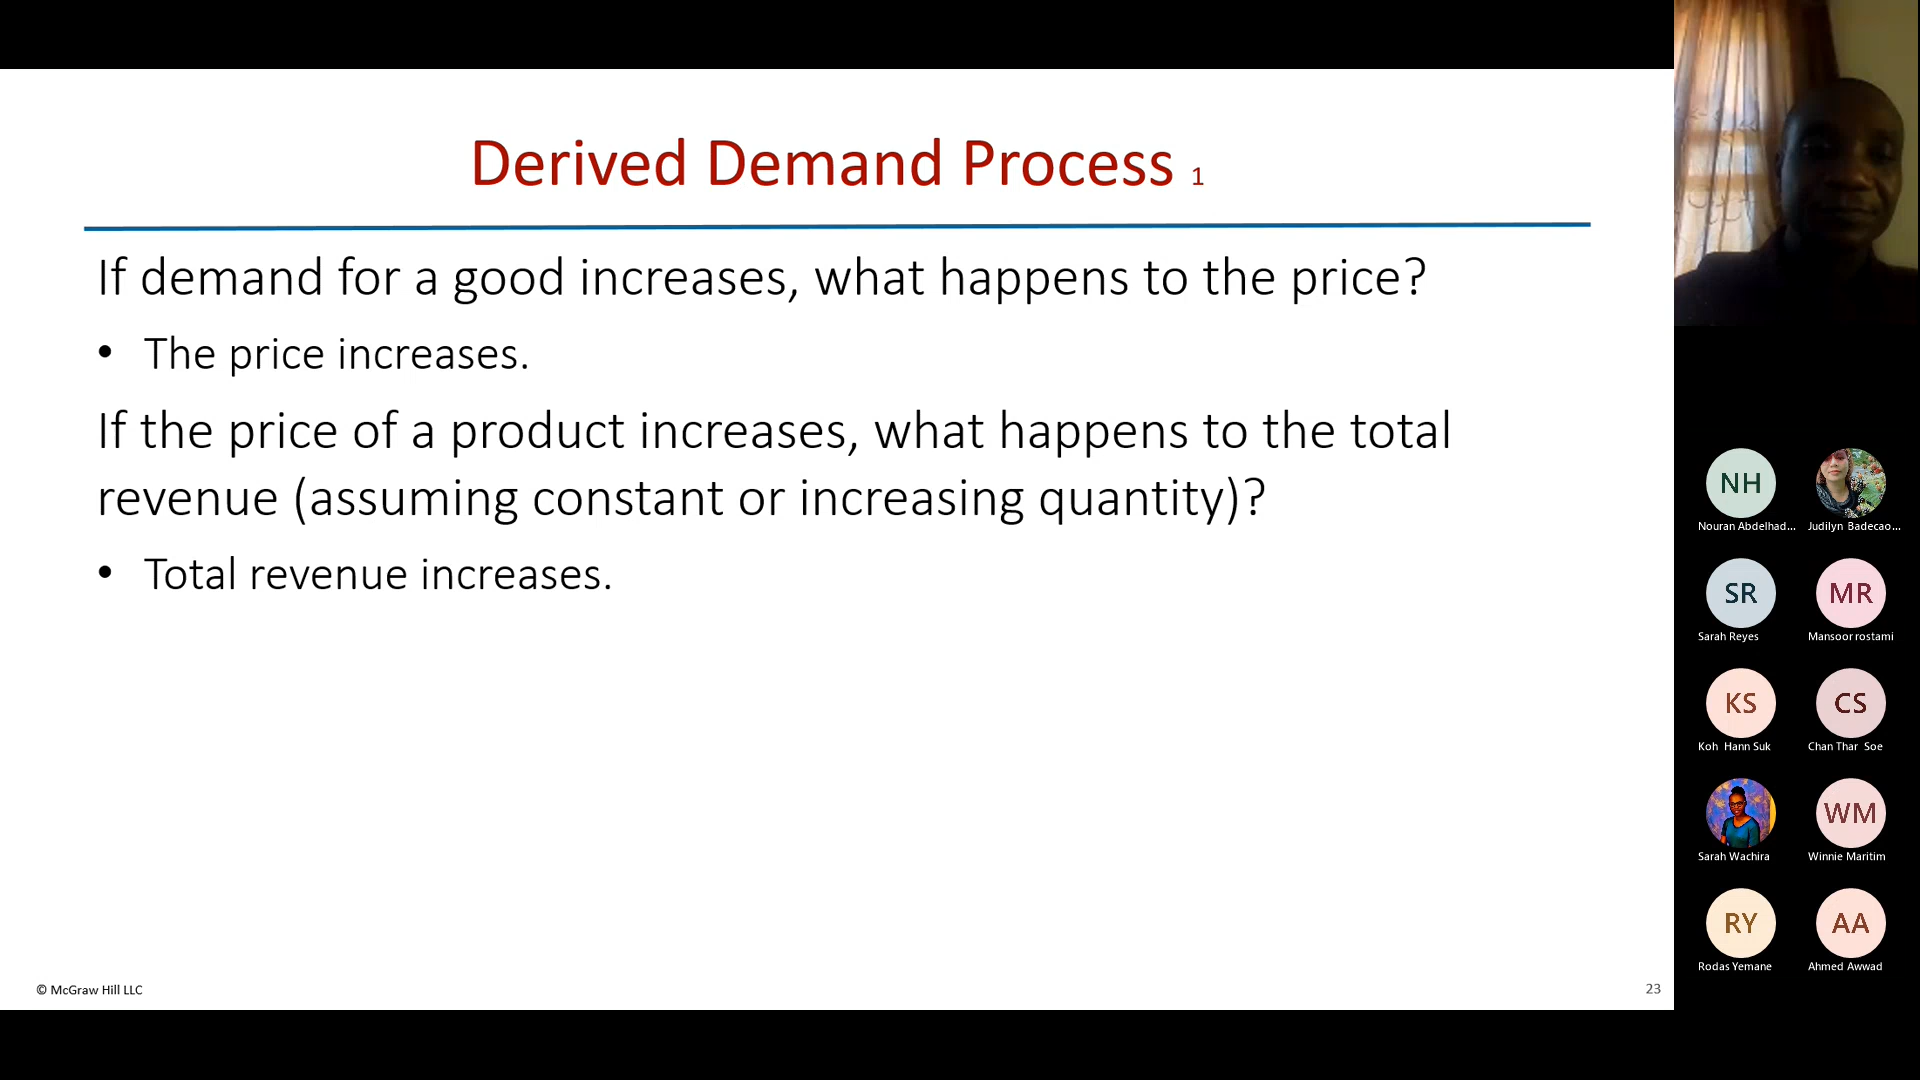 Derived Demand Process 1
If demand for a good increases, what happens to the price?
• The price increases.
If the price of a product increases, what happens to the total
revenue (assuming constant or increasing quantity)?
• Total revenue increases.
© McGraw Hill LLC
23
NH
Nouran Abdelhad...
Judilyn Badecao...
SR
Sarah Reyes
MR
Mansoor rostami
KS
Koh Hann Suk
CS
Chan Thar Soe
Sarah Wachira
WM
Winnie Maritim
RY
Rodas Yemane
AA
Ahmed Awwad